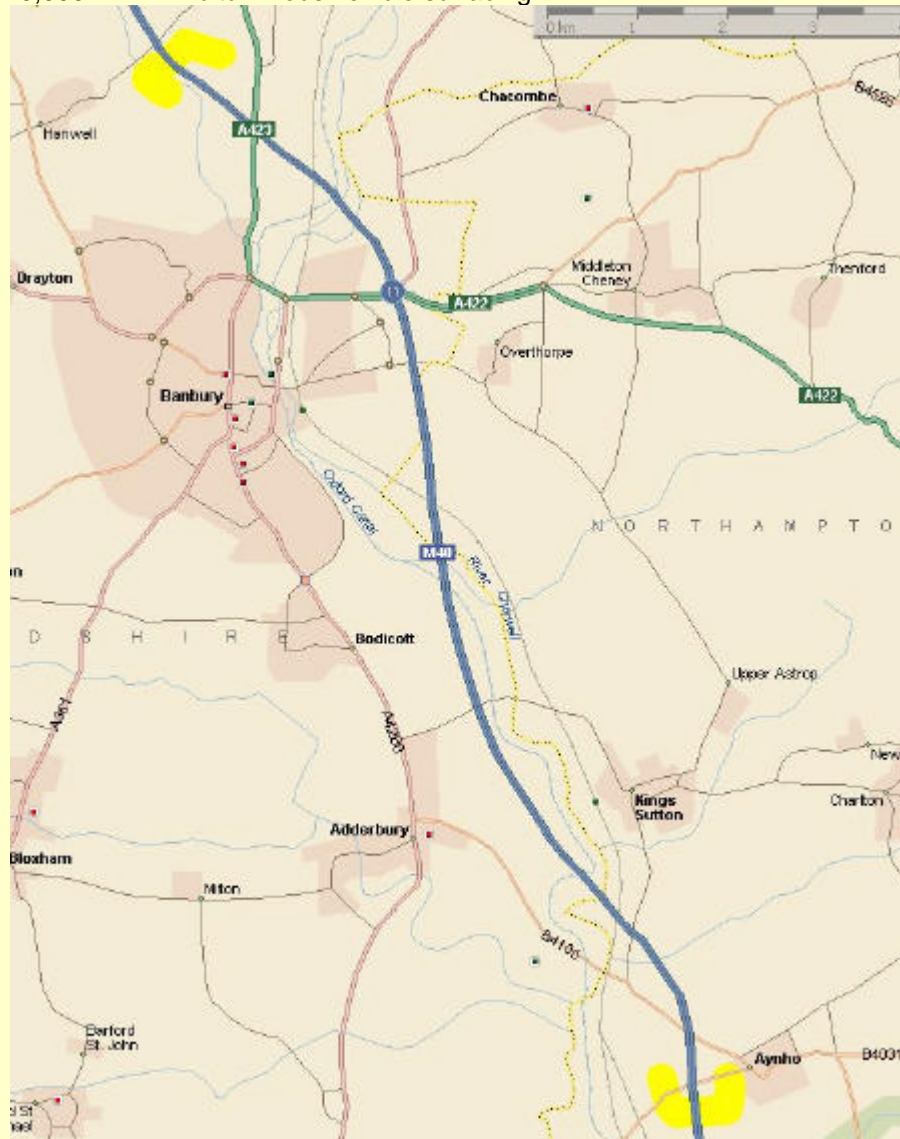 0 km 1 2 3
Chacombe
B4525
Hanwell
A423
Drayton
Middleton
Cheney
Thenford
11
A422
Overthorpe
A422
Banbury
Oxford Canal
N O R T H A M P T O
M40
River Cherwell
D S H I R E
Bodicott
Upper Astrop
A361
A4260
New
Kings
Sutton
Charlton
Adderbury
Bloxham
Milton
B4100
Barford
St. John
Aynho
B4031